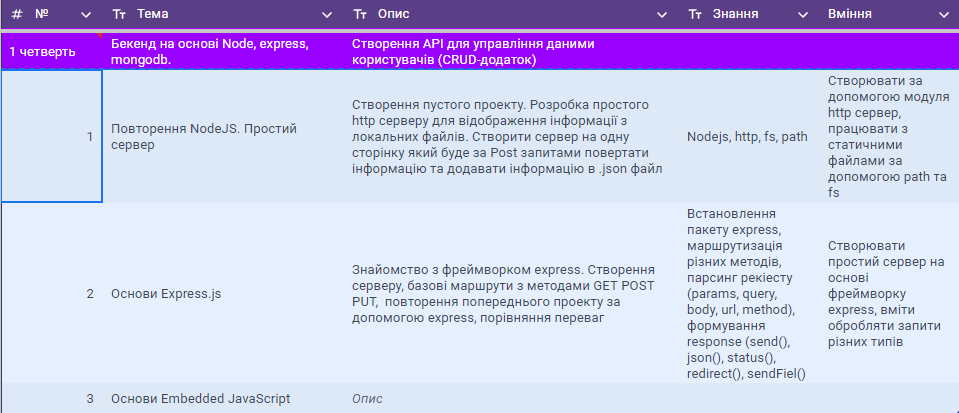 # № Тт Тема Тт Опис Тт Знання Вміння
1 четверть
Бекенд на основі Node, express,
mongodb.
Створення API для управління даними
користувачів (CRUD-додаток)
1
Повторення NodeJS. Простий
сервер
Створення пустого проекту. Розробка простого
http серверу для відображення інформації з
локальних файлів. Створити сервер на одну
сторінку який буде за Post запитами повертати
інформацію та додавати інформацію в .json файл
Nodejs, http, fs, path
Створювати за
допомогою модуля
http сервер,
працювати з
статичними
файлами за
допомогою path та
fs
2
Основи Express.js
Знайомство з фреймворком express. Створення
серверу, базові маршрути з методами GET POST
PUT, повторення попереднього проекту за
допомогою express, порівняння переваг
Встановлення
пакету express,
маршрутизація
різних методів,
парсинг рекіесту
(params, query,
body, url, method),
формування
response (send(),
json(), status(),
redirect(), sendFiel()
Створювати
простий сервер на
основі
фреймворку
express, вміти
обробляти запити
різних типів
3
Основи Embedded JavaScript
Опис